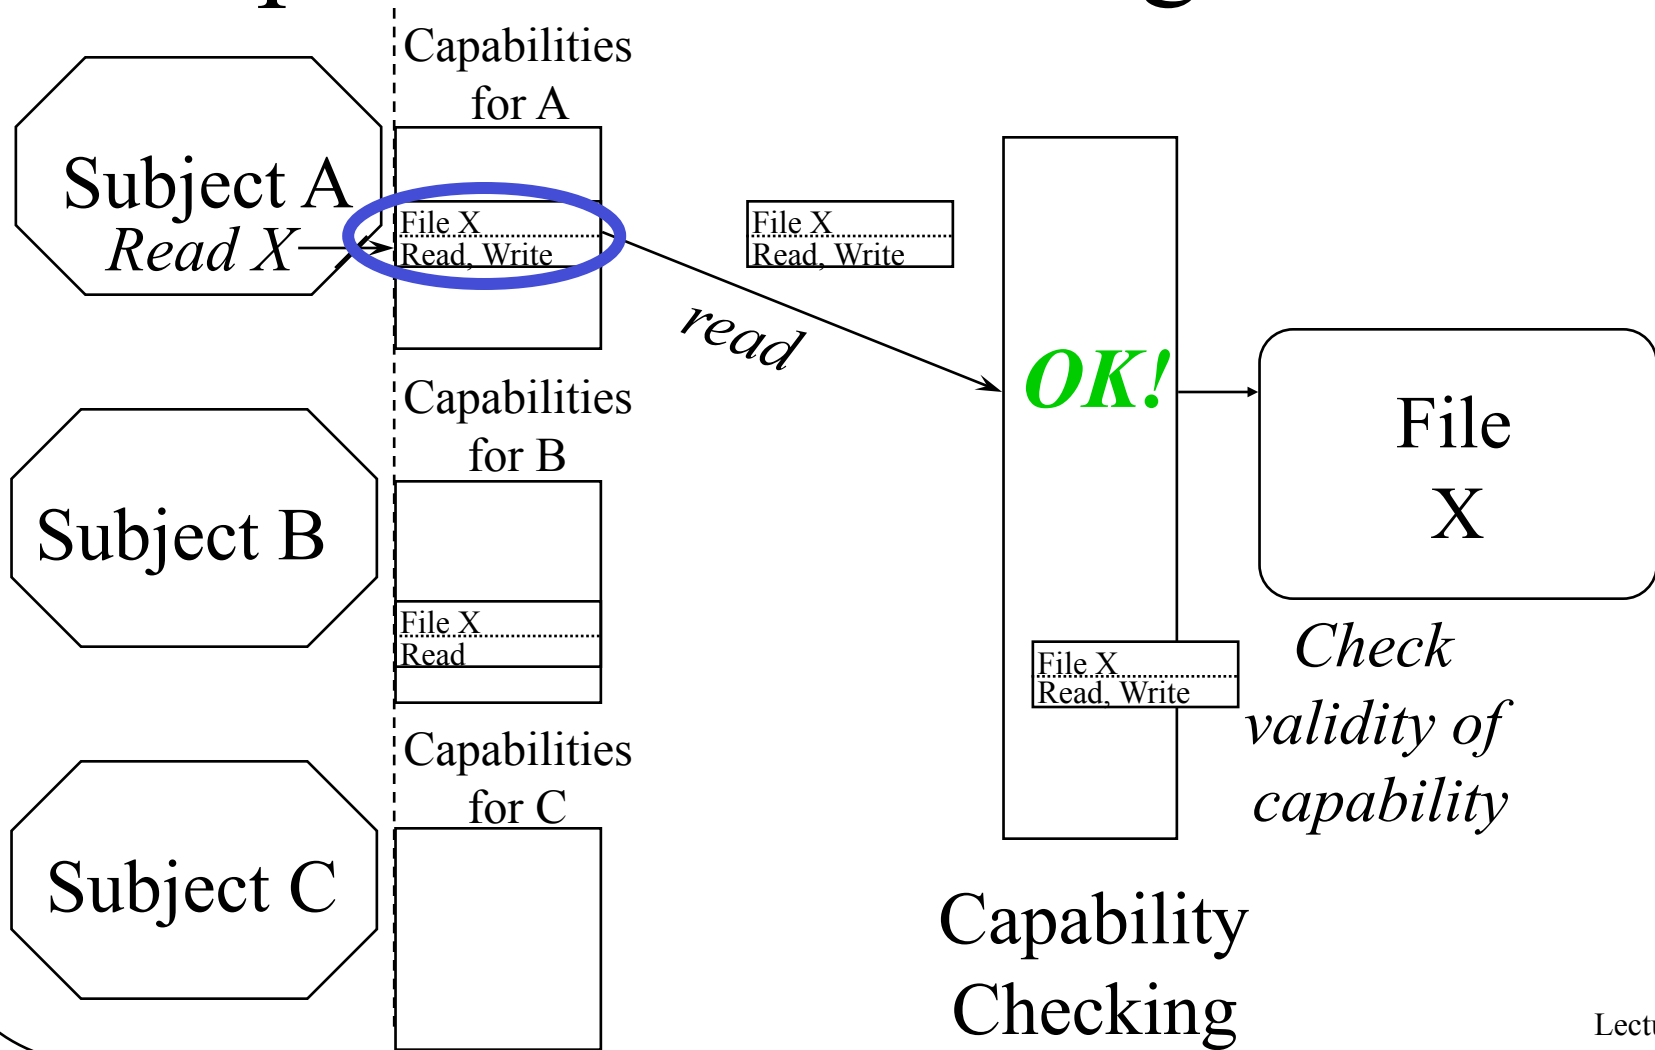 Capabilities
for A
Subject A
Read X
File X
Read, Write
File X
Read, Write
read
OK!
File
X
Capabilities
for B
Subject B
File X
Read
File X
Read, Write
Check
validity of
capability
Capabilities
for C
Subject C
Capability
Checking